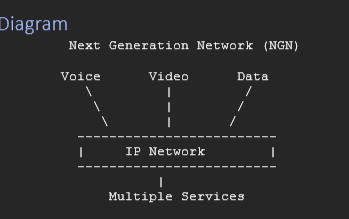 Diagram
Next Generation Network (NGN)
Voice Video Data
IP Network
Multiple Services